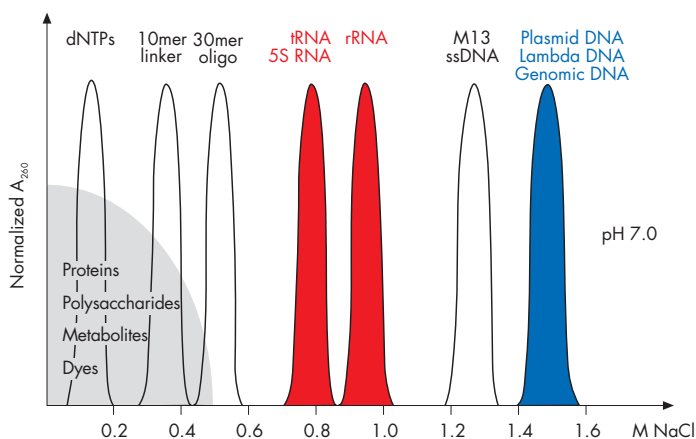 dNTPs
10mer
linker
30mer
oligo
tRNA
5S RNA
rRNA
M13
ssDNA
Plasmid DNA
Lambda DNA
Genomic DNA
Normalized A260
pH 7.0
Proteins
Polysaccharides
Metabolites
Dyes
0.2 0.4 0.6 0.8 1.0 1.2 1.4 1.6 M NaCl